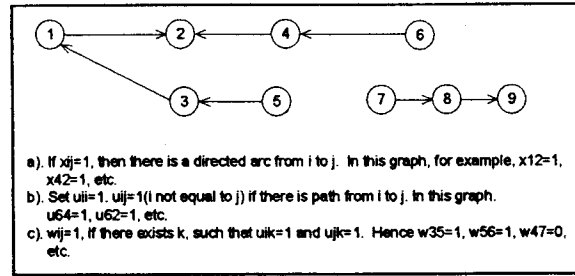 1 2 4 6
3 5 7 8 9
a). If xij=1, then there is a directed arc from i to j. In this graph, for example, x12=1,
x42=1, etc.
b). Set uii=1. uij=1(i not equal to j) if there is path from i to j. In this graph.
u64=1, u62=1, etc.
c). wij=1, if there exists k, such that uik=1 and ujk=1. Hence w35=1, w56=1, w47=0,
etc.